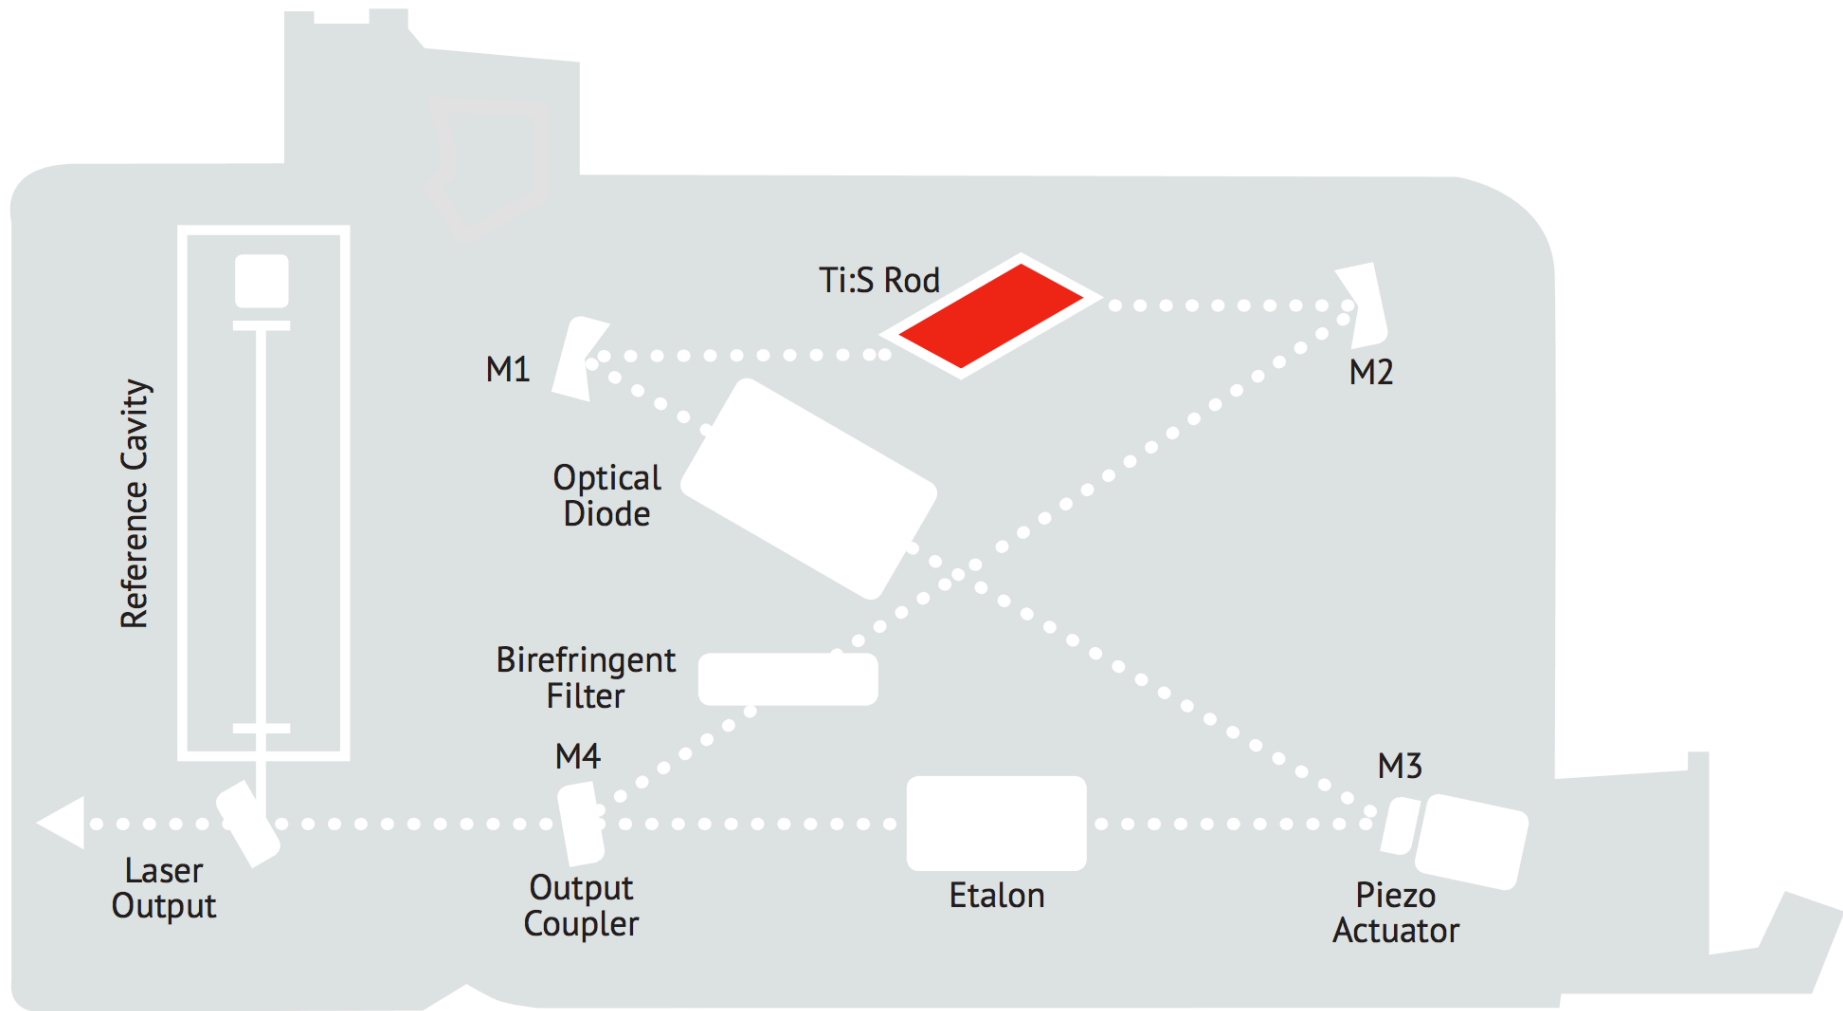 Ti:S Rod
M1
M2
Reference Cavity
Optical
Diode
Birefringent
Filter
M4
M3
Laser
Output
Output
Coupler
Etalon
Piezo
Actuator